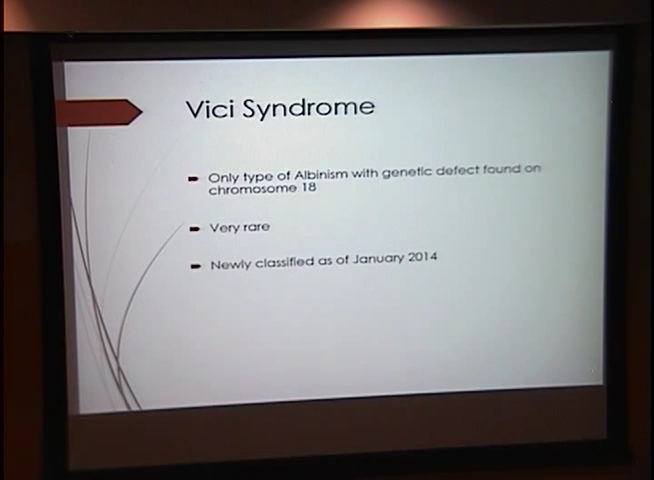 Vici Syndrome
Only type of Albinism with genetic defect found on
chromosome 18
Very rare
Newly classified as of January 2014